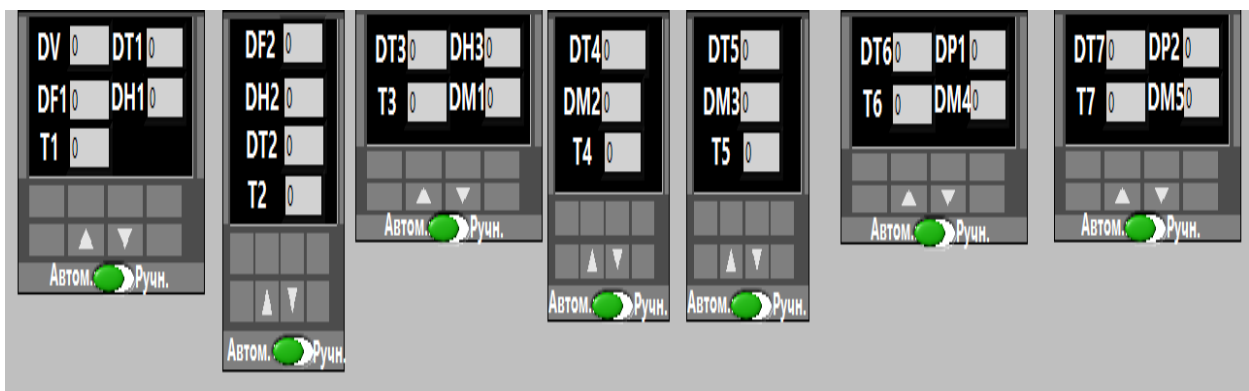 DV 0 DT1 0
DF1 0 DH1 0
T1 0
Автом. Ручн.
DF2 0
DH2 0
DT2 0
T2 0
Автом. Ручн.
DT3 0 DH3 0
T3 0 DM1 0
Автом. Ручн.
DT4 0
DM2 0
T4 0
Автом. Ручн.
DT5 0
DM3 0
T5 0
Автом. Ручн.
DT6 0 DP1 0
T6 0 DM4 0
Автом. Ручн.
DT7 0 DP2 0
T7 0 DM5 0
Автом. Ручн.